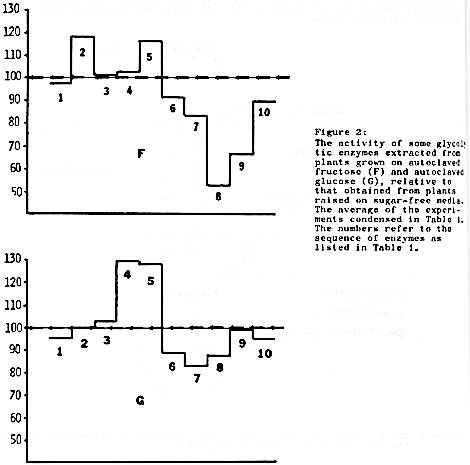 130
120
110
100
90
80
70
60
50
1
2
3
4
5
6
7
8
9
10
F
Figure 2:
The activity of some glycoly
tic enzymes extracted from
plants grown on autoclaved
fructose (F) and autoclaved
glucose (G), relative to
that obtained from plants
raised on sugar-free media.
The average of the experi-
ments condensed in Table 1.
The numbers refer to the
sequence of enzymes as
listed in Table 1.
130
120
110
100
90
80
70
60
50
1
2
3
4
5
6
7
8
9
10
G